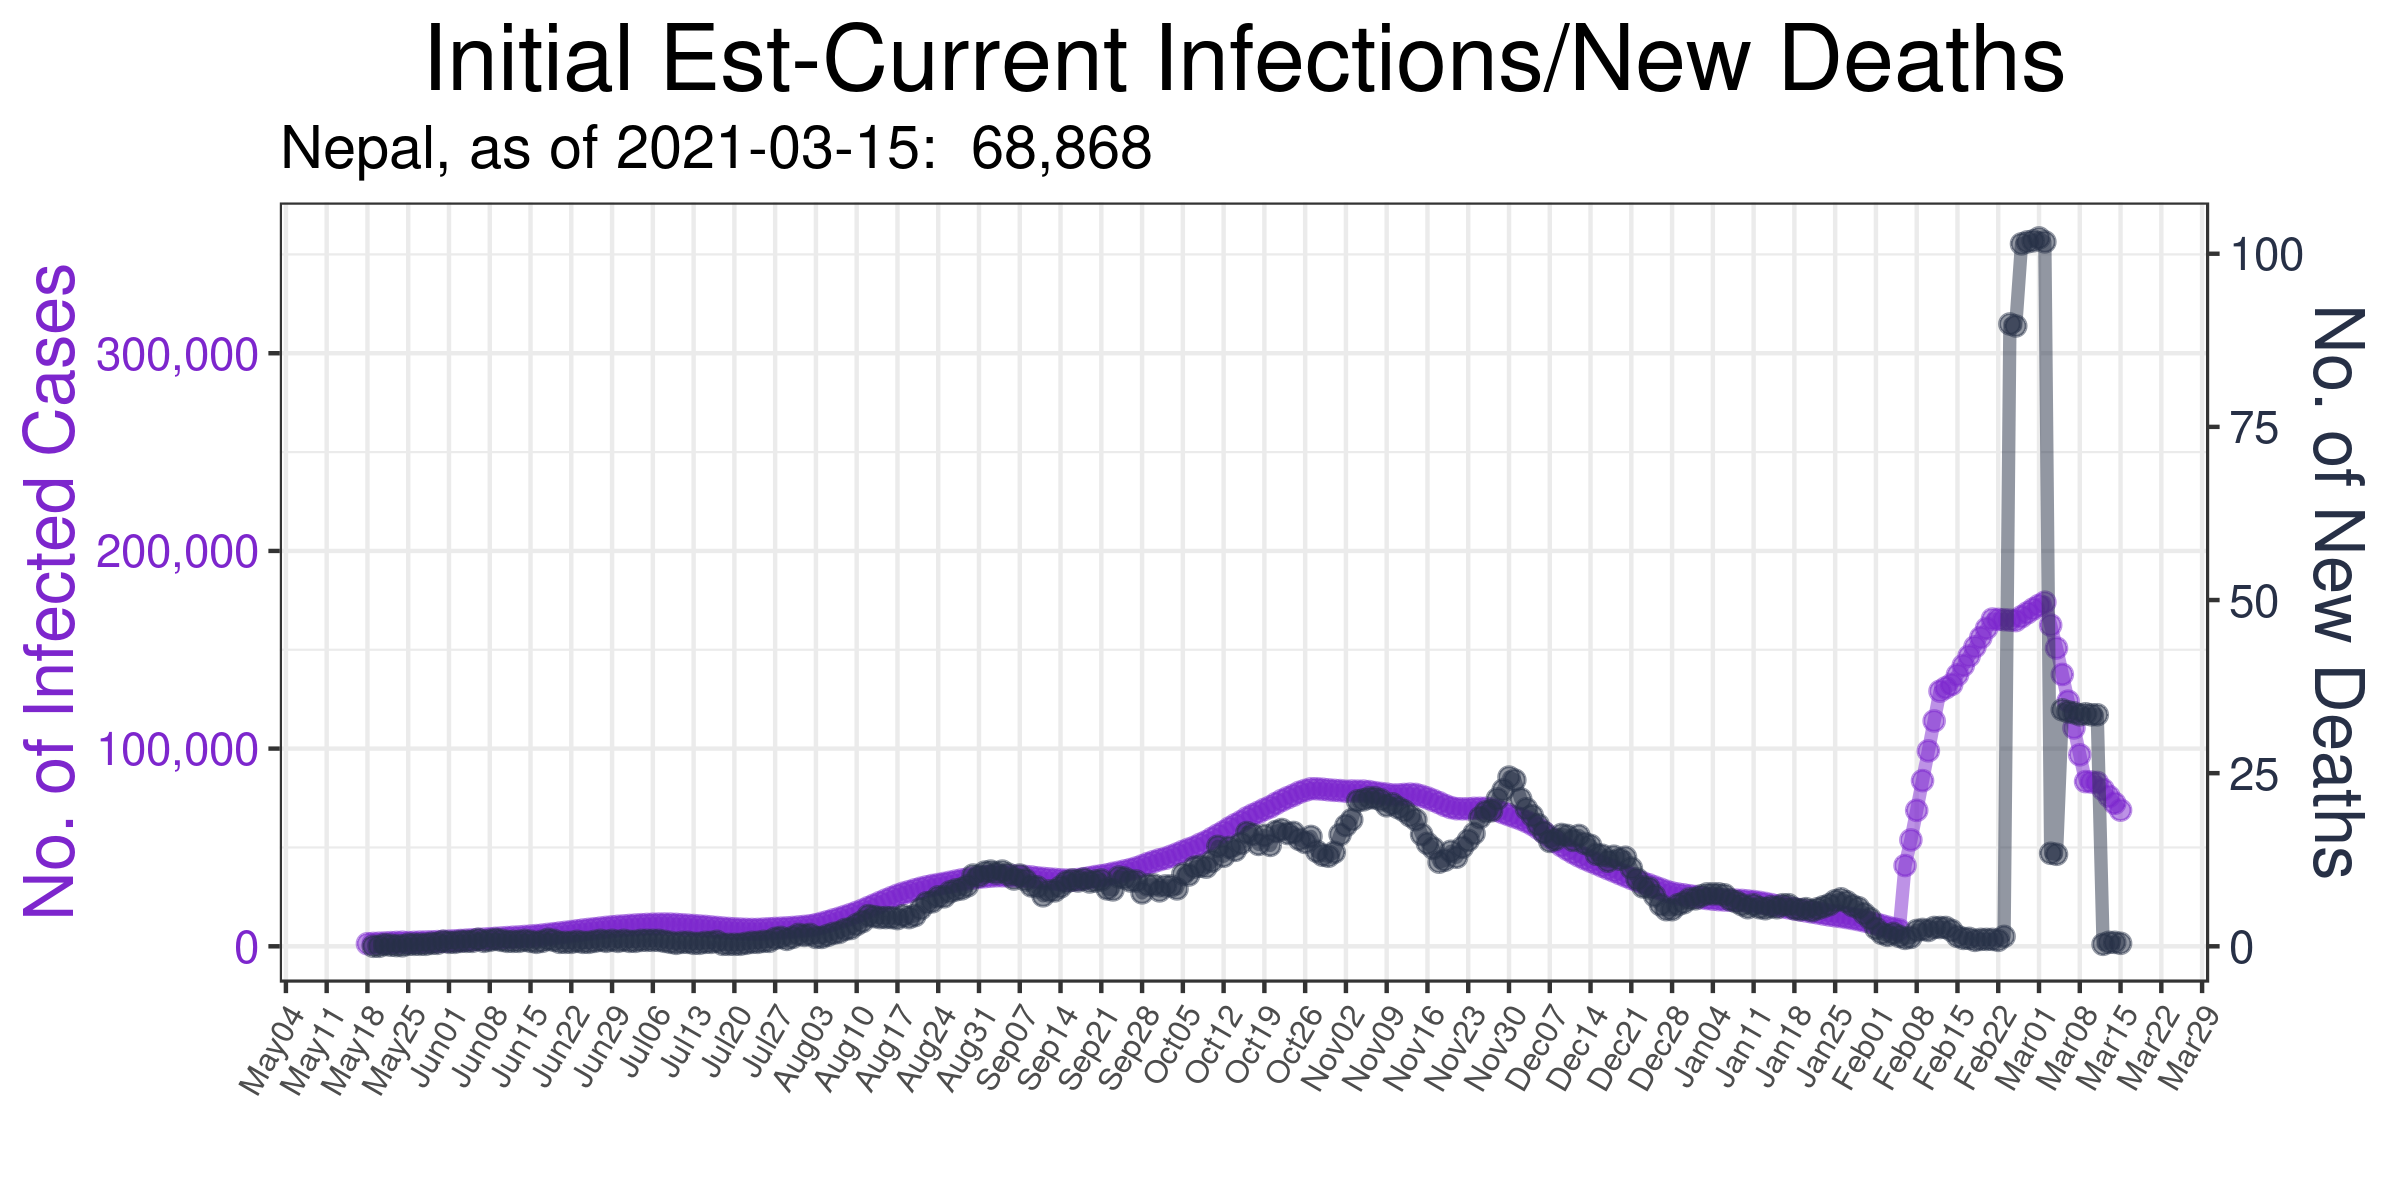 Initial Est-Current Infections/New Deaths
Nepal, as of 2021-03-15:  68,868
No. of Infected Cases
300,000
200,000
100,000
0
100
75
50
25
0
No. of New Deaths
May04
May11
May18
May25
Jun01
Jun08
Jun15
Jun22
Jun29
Jul06
Jul13
Jul20
Jul27
Aug03
Aug10
Aug17
Aug24
Aug31
Sep07
Sep14
Sep21
Sep28
Oct05
Oct12
Oct19
Oct26
Nov02
Nov09
Nov16
Nov23
Nov30
Dec07
Dec14
Dec21
Dec28
Jan04
Jan11
Jan18
Jan25
Feb01
Feb08
Feb15
Feb22
Mar01
Mar08
Mar15
Mar22
Mar29